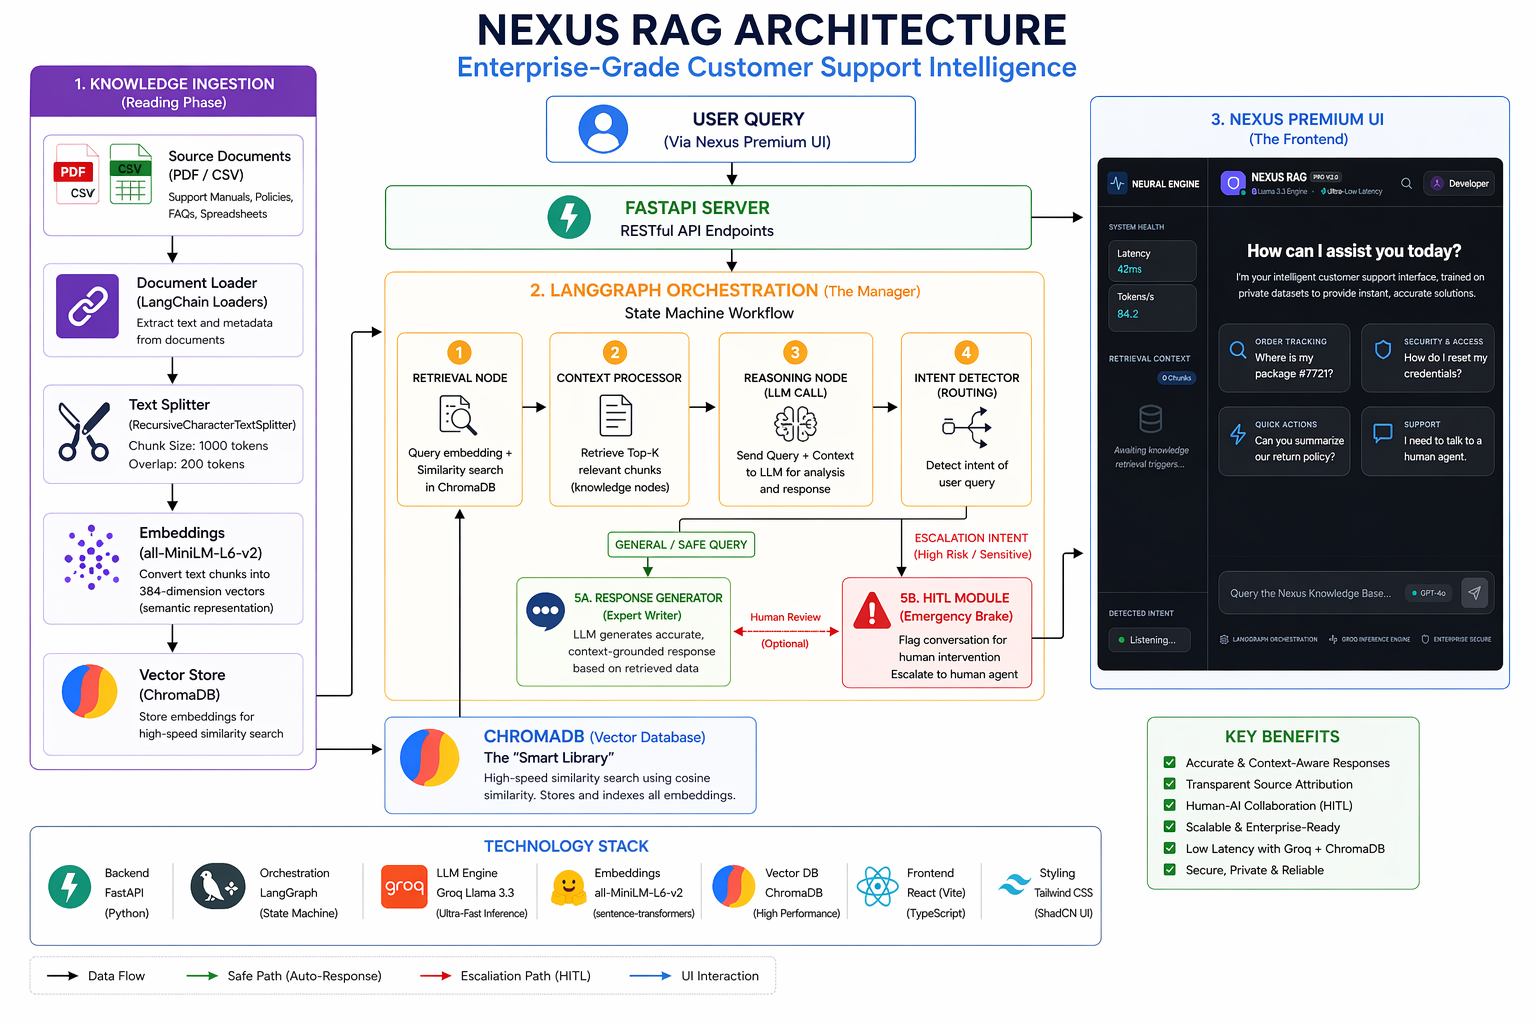 NEXUS RAG ARCHITECTURE
Enterprise-Grade Customer Support Intelligence
1. KNOWLEDGE INGESTION
(Reading Phase)
PDF
CSV
CSV
Source Documents
(PDF / CSV)
Support Manuals, Policies,
FAQs, Spreadsheets
Document Loader
(LangChain Loaders)
Extract text and metadata
from documents
Text Splitter
(RecursiveCharacterTextSplitter)
Chunk Size: 1000 tokens
Overlap: 200 tokens
Embeddings
(all-MiniLM-L6-v2)
Convert text chunks into
384-dimension vectors
(semantic representation)
Vector Store
(ChromaDB)
Store embeddings for
high-speed similarity search
USER QUERY
(Via Nexus Premium UI)
FASTAPI SERVER
RESTful API Endpoints
2. LANGGRAPH ORCHESTRATION (The Manager)
State Machine Workflow
1
RETRIEVAL NODE
Query embedding +
Similarity search
in ChromaDB
2
CONTEXT PROCESSOR
Retrieve Top-K
relevant chunks
(knowledge nodes)
3
REASONING NODE
(LLM CALL)
Send Query + Context
to LLM for analysis
and response
4
INTENT DETECTOR
(ROUTING)
Detect intent of
user query
GENERAL / SAFE QUERY
ESCALATION INTENT
(High Risk / Sensitive)
5A. RESPONSE GENERATOR
(Expert Writer)
LLM generates accurate,
context-grounded response
based on retrieved data
Human Review
(Optional)
5B. HITL MODULE
(Emergency Brake)
Flag conversation for
human intervention
Escalate to human agent
CHROMADB (Vector Database)
The “Smart Library”
High-speed similarity search using cosine
similarity. Stores and indexes all embeddings.
3. NEXUS PREMIUM UI
(The Frontend)
NEURAL ENGINE
NEXUS RAG PRO V2.0
Llama 3.3 Engine • Ultra-Low Latency
Developer
SYSTEM HEALTH
Latency
42ms
Tokens/s
84.2
RETRIEVAL CONTEXT
0 Chunks
Awaiting knowledge
retrieval triggers...
DETECTED INTENT
Listening...
How can I assist you today?
I'm your intelligent customer support interface, trained on
private datasets to provide instant, accurate solutions.
ORDER TRACKING
Where is my
package #7721?
SECURITY & ACCESS
How do I reset my
credentials?
QUICK ACTIONS
Can you summarize
our return policy?
SUPPORT
I need to talk to a
human agent.
Query the Nexus Knowledge Base...
GPT-4o
LANGGRAPH ORCHESTRATION
GROQ INFERENCE ENGINE
ENTERPRISE SECURE
KEY BENEFITS
Accurate & Context-Aware Responses
Transparent Source Attribution
Human-AI Collaboration (HITL)
Scalable & Enterprise-Ready
Low Latency with Groq + ChromaDB
Secure, Private & Reliable
TECHNOLOGY STACK
Backend
FastAPI
(Python)
Orchestration
LangGraph
(State Machine)
groq
LLM Engine
Groq Llama 3.3
(Ultra-Fast Inference)
Embeddings
all-MiniLM-L6-v2
(sentence-transformers)
Vector DB
ChromaDB
(High Performance)
Frontend
React (Vite)
(TypeScript)
Styling
Tailwind CSS
(ShadCN UI)
Data Flow
Safe Path (Auto-Response)
Escaliation Path (HITL)
UI Interaction